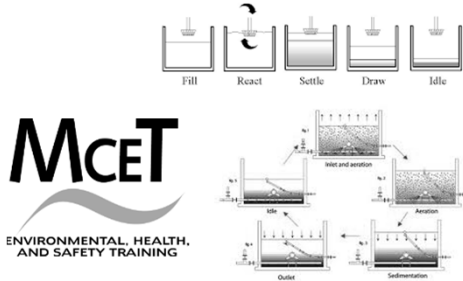 Fill React Settle Draw Idle
MCET
ENVIRONMENTAL, HEALTH,
AND SAFETY TRAINING
Inlet and aeration
Aeration
Sedimentation
Outlet
Idle